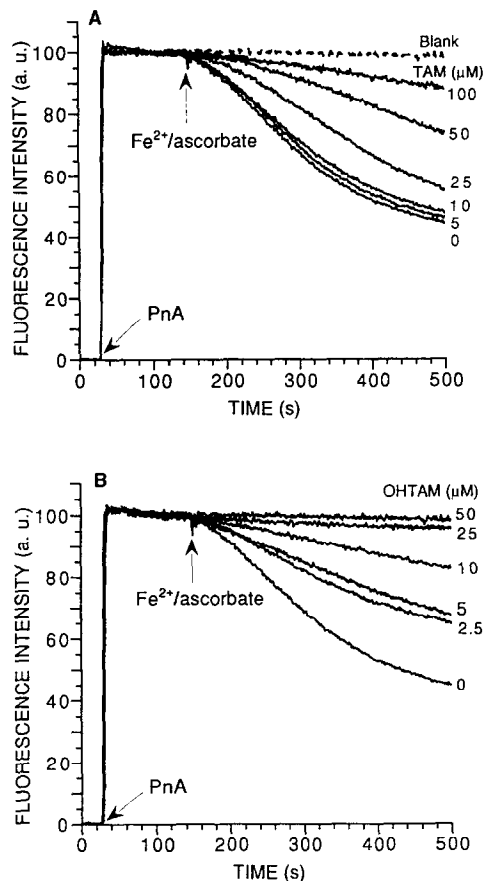 A
FLUORESCENCE INTENSITY (a. u.)
100
80
60
40
20
0
Blank
TAM (μM)
100
50
25
10
5
0
Fe²⁺/ascorbate
PnA
0 100 200 300 400 500
TIME (s)
B
FLUORESCENCE INTENSITY (a. u.)
100
80
60
40
20
0
OHTAM (μM)
50
25
10
5
2.5
0
Fe²⁺/ascorbate
PnA
0 100 200 300 400 500
TIME (s)